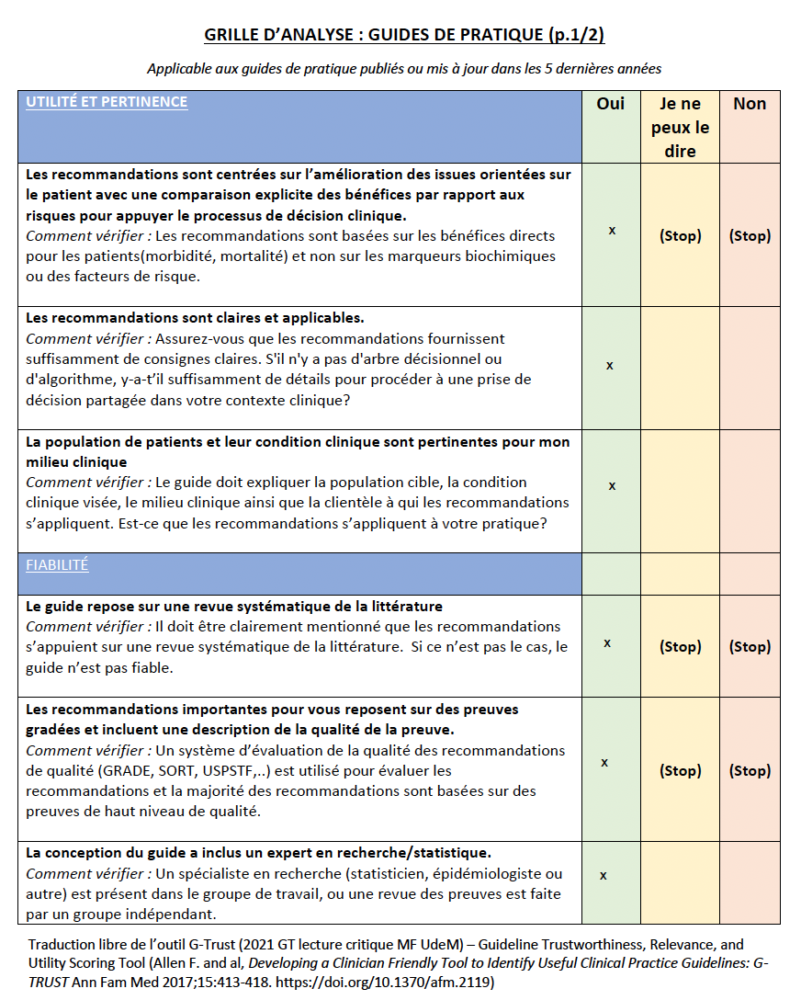 GRILLE D’ANALYSE : GUIDES DE PRATIQUE (p.1/2)
Applicable aux guides de pratique publiés ou mis à jour dans les 5 dernières années
UTILITÉ ET PERTINENCE
Oui
Je ne
peux le
dire
Non
Les recommandations sont centrées sur l’amélioration des issues orientées sur
le patient avec une comparaison explicite des bénéfices par rapport aux
risques pour appuyer le processus de décision clinique.
Comment vérifier : Les recommandations sont basées sur les bénéfices directs
pour les patients(morbidité, mortalité) et non sur les marqueurs biochimiques
ou des facteurs de risque.
x
(Stop)
(Stop)
Les recommandations sont claires et applicables.
Comment vérifier : Assurez-vous que les recommandations fournissent
suffisamment de consignes claires. S'il n'y a pas d'arbre décisionnel ou
d'algorithme, y-a-t’il suffisamment de détails pour procéder à une prise de
décision partagée dans votre contexte clinique?
x
La population de patients et leur condition clinique sont pertinentes pour mon
milieu clinique
Comment vérifier : Le guide doit expliquer la population cible, la condition
clinique visée, le milieu clinique ainsi que la clientèle à qui les recommandations
s’appliquent. Est-ce que les recommandations s’appliquent à votre pratique?
x
FIABILITÉ
Le guide repose sur une revue systématique de la littérature
Comment vérifier : Il doit être clairement mentionné que les recommandations
s’appuient sur une revue systématique de la littérature.  Si ce n’est pas le cas, le
guide n’est pas fiable.
x
(Stop)
(Stop)
Les recommandations importantes pour vous reposent sur des preuves
gradées et incluent une description de la qualité de la preuve.
Comment vérifier : Un système d’évaluation de la qualité des recommandations
de qualité (GRADE, SORT, USPSTF,..) est utilisé pour évaluer les
recommandations et la majorité des recommandations sont basées sur des
preuves de haut niveau de qualité.
x
(Stop)
(Stop)
La conception du guide a inclus un expert en recherche/statistique.
Comment vérifier : Un spécialiste en recherche (statisticien, épidémiologiste ou
autre) est présent dans le groupe de travail, ou une revue des preuves est faite
par un groupe indépendant.
x
Traduction libre de l’outil G-Trust (2021 GT lecture critique MF UdeM) – Guideline Trustworthiness, Relevance, and
Utility Scoring Tool (Allen F. and al, Developing a Clinician Friendly Tool to Identify Useful Clinical Practice Guidelines: G-
TRUST Ann Fam Med 2017;15:413-418. https://doi.org/10.1370/afm.2119)